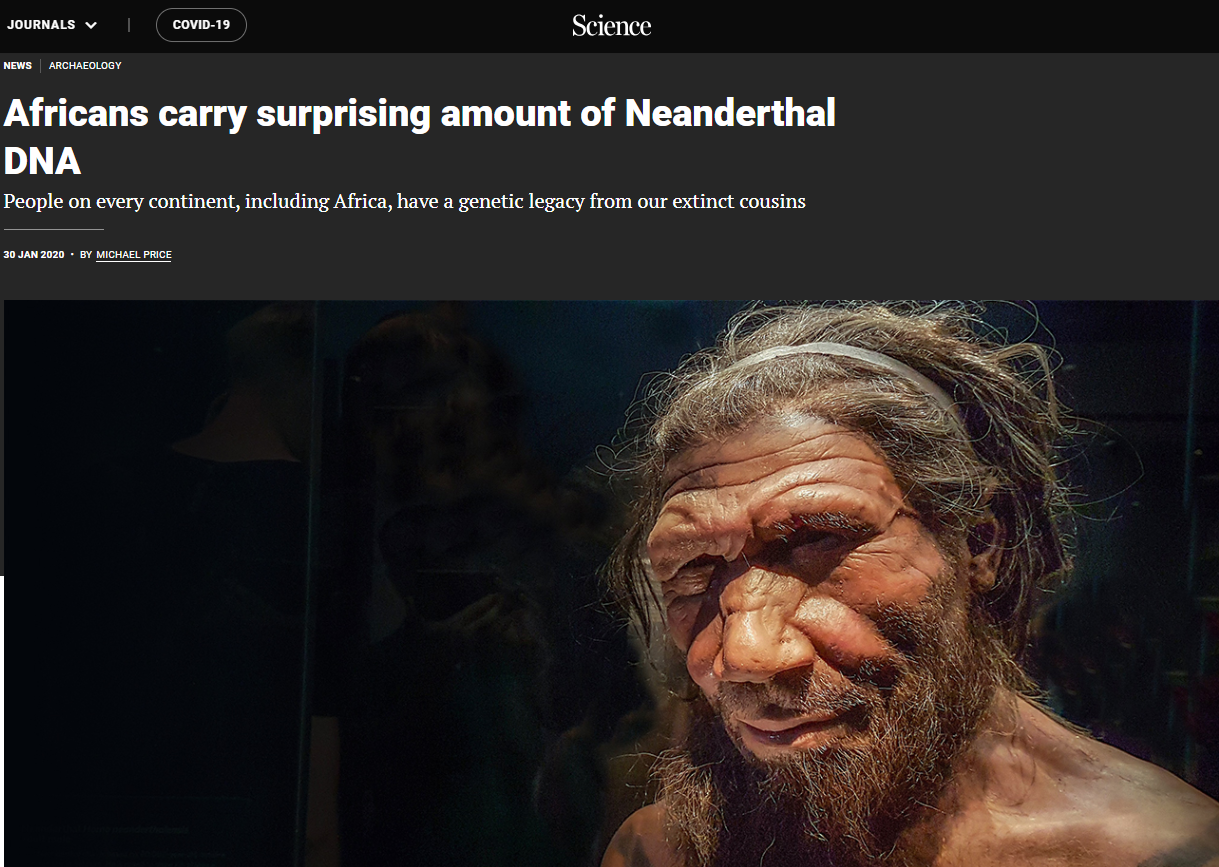 JOURNALS
COVID-19
Science
NEWS
ARCHAEOLOGY
Africans carry surprising amount of Neanderthal
DNA
People on every continent, including Africa, have a genetic legacy from our extinct cousins
30 JAN 2020 • BY MICHAEL PRICE